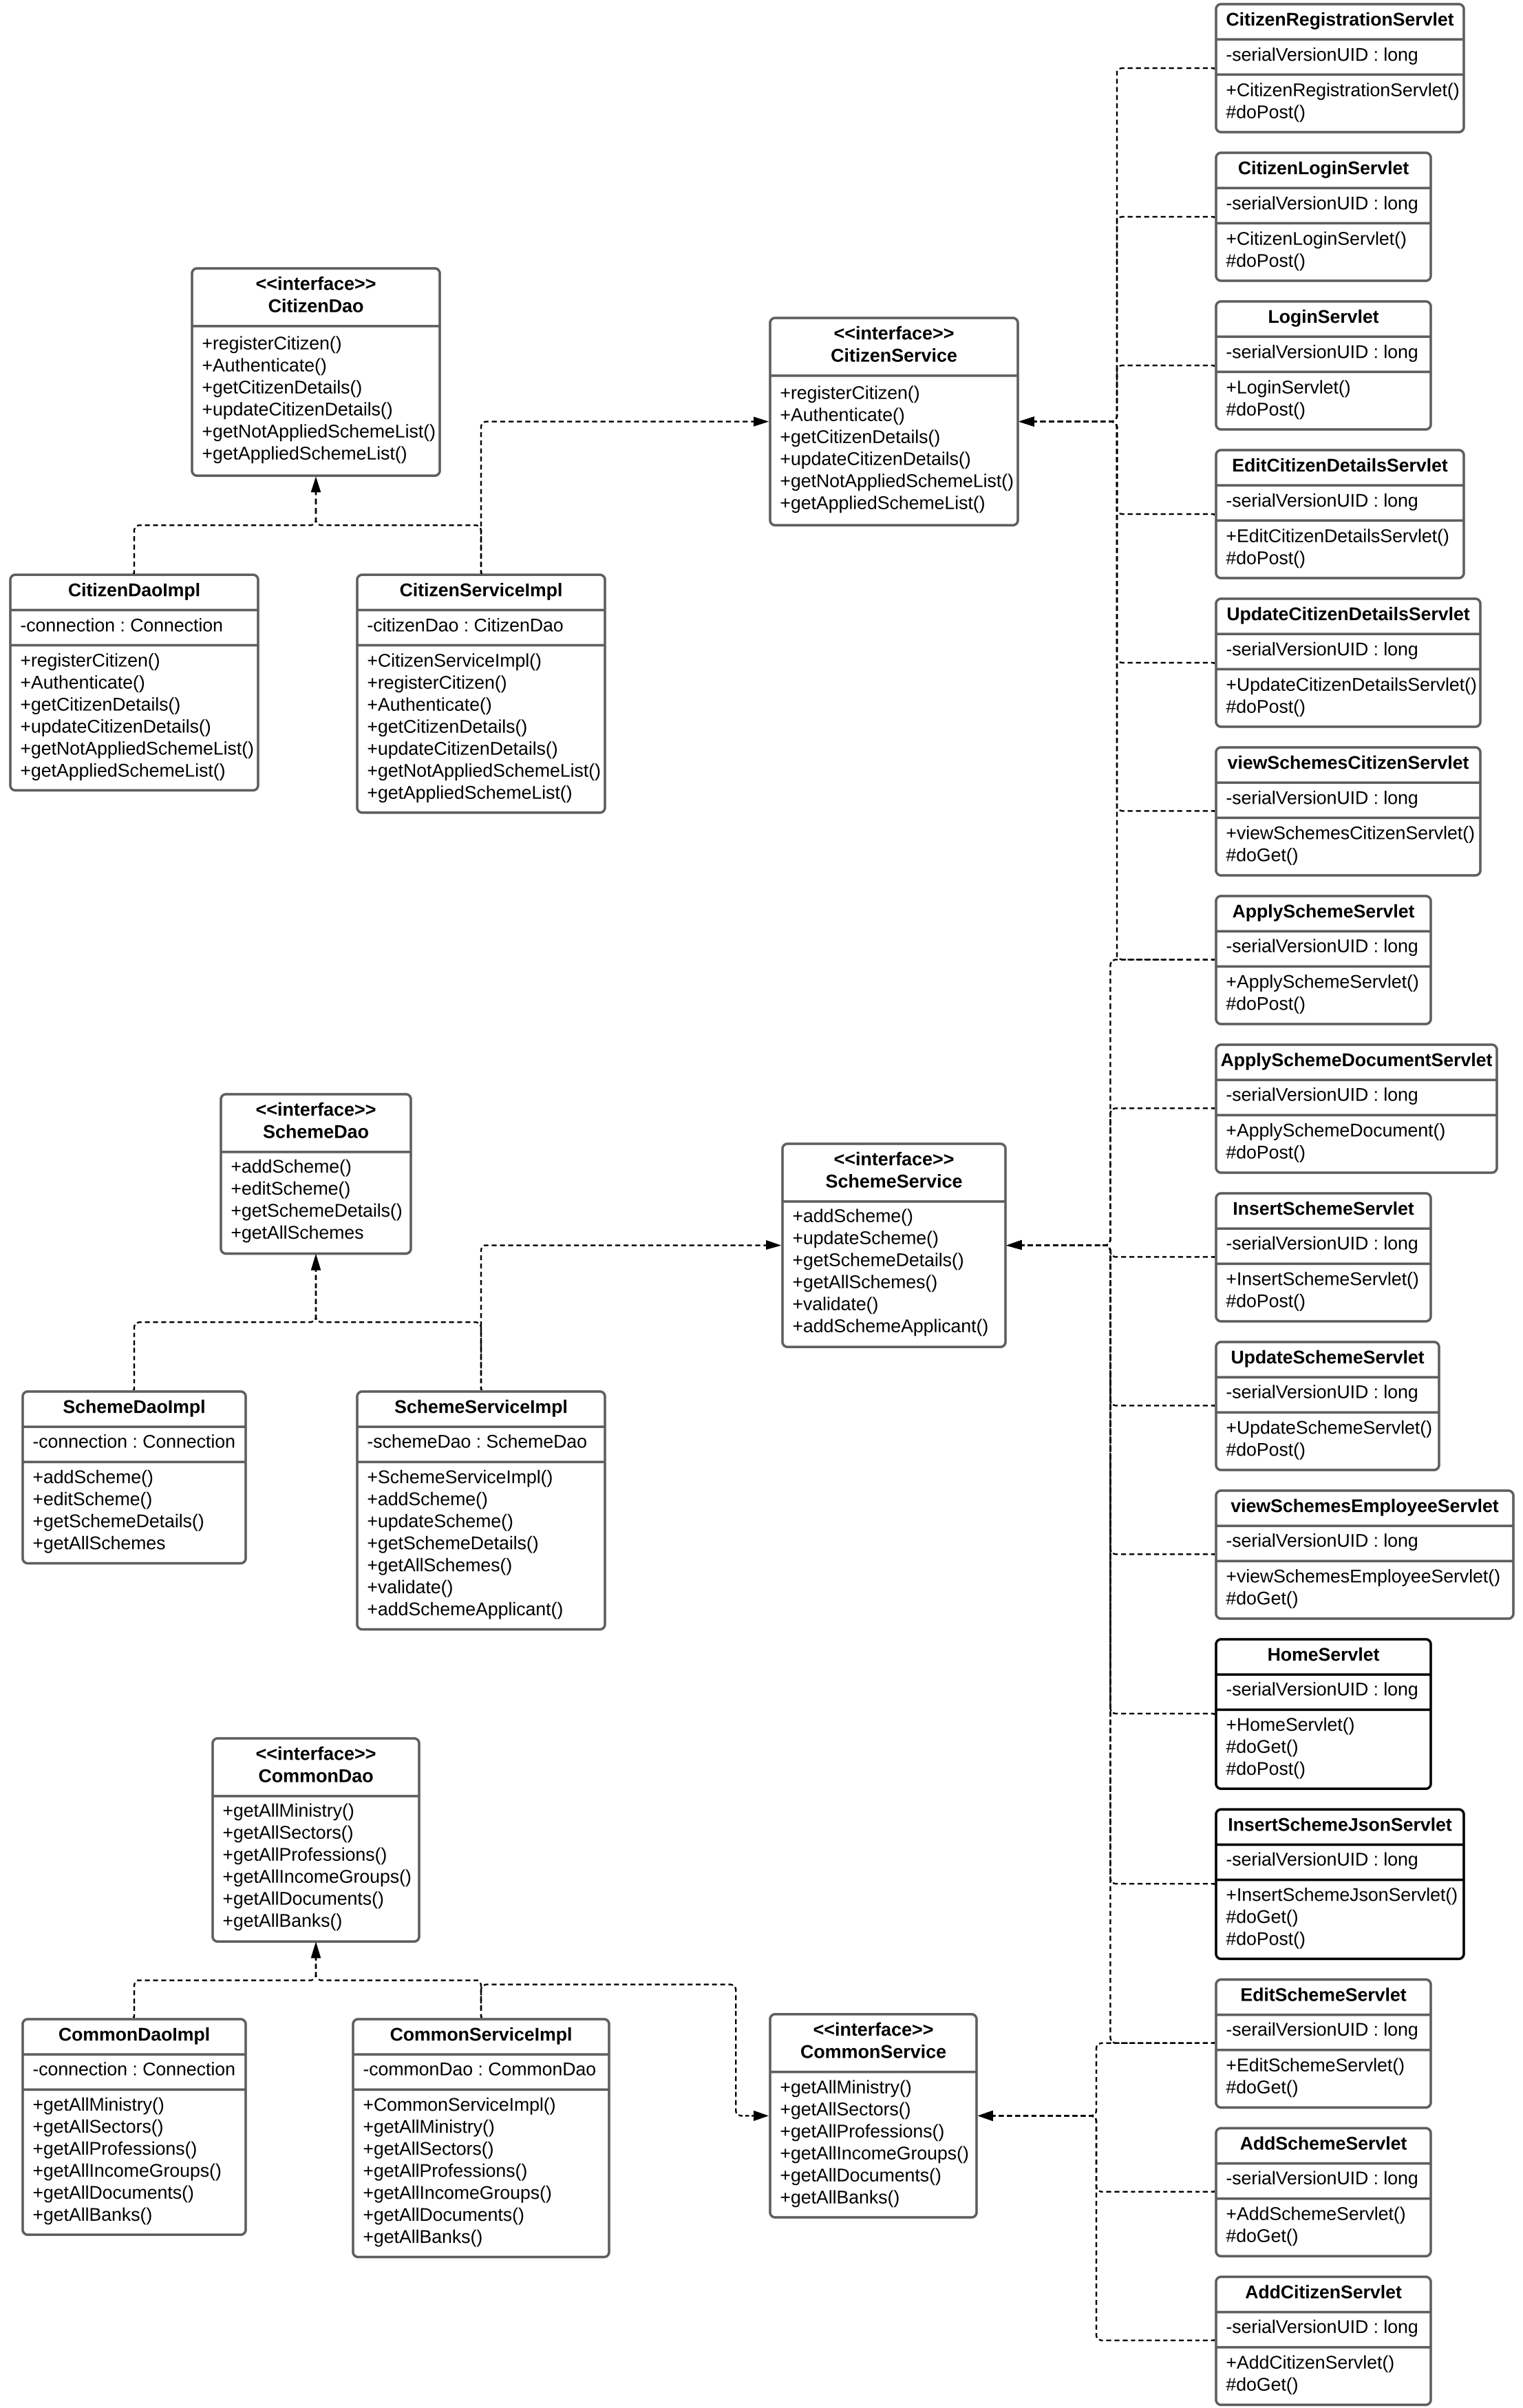 CitizenRegistrationServlet
-serialVersionUID : long
+CitizenRegistrationServlet()
#doPost()
CitizenLoginServlet
-serialVersionUID : long
+CitizenLoginServlet()
#doPost()
LoginServlet
-serialVersionUID : long
+LoginServlet()
#doPost()
EditCitizenDetailsServlet
-serialVersionUID : long
+EditCitizenDetailsServlet()
#doPost()
UpdateCitizenDetailsServlet
-serialVersionUID : long
+UpdateCitizenDetailsServlet()
#doPost()
viewSchemesCitizenServlet
-serialVersionUID : long
+viewSchemesCitizenServlet()
#doGet()
ApplySchemeServlet
-serialVersionUID : long
+ApplySchemeServlet()
#doPost()
ApplySchemeDocumentServlet
-serialVersionUID : long
+ApplySchemeDocument()
#doPost()
InsertSchemeServlet
-serialVersionUID : long
+InsertSchemeServlet()
#doPost()
UpdateSchemeServlet
-serialVersionUID : long
+UpdateSchemeServlet()
#doPost()
viewSchemesEmployeeServlet
-serialVersionUID : long
+viewSchemesEmployeeServlet()
#doGet()
HomeServlet
-serialVersionUID : long
+HomeServlet()
#doGet()
#doPost()
InsertSchemeJsonServlet
-serialVersionUID : long
+InsertSchemeJsonServlet()
#doGet()
#doPost()
EditSchemeServlet
-serailVersionUID : long
+EditSchemeServlet()
#doGet()
AddSchemeServlet
-serialVersionUID : long
+AddSchemeServlet()
#doGet()
AddCitizenServlet
-serialVersionUID : long
+AddCitizenServlet()
#doGet()
<<interface>>
CitizenDao
+registerCitizen()
+Authenticate()
+getCitizenDetails()
+updateCitizenDetails()
+getNotAppliedSchemeList()
+getAppliedSchemeList()
<<interface>>
CitizenService
+registerCitizen()
+Authenticate()
+getCitizenDetails()
+updateCitizenDetails()
+getNotAppliedSchemeList()
+getAppliedSchemeList()
CitizenDaoImpl
-connection : Connection
+registerCitizen()
+Authenticate()
+getCitizenDetails()
+updateCitizenDetails()
+getNotAppliedSchemeList()
+getAppliedSchemeList()
CitizenServiceImpl
-citizenDao : CitizenDao
+CitizenServiceImpl()
+registerCitizen()
+Authenticate()
+getCitizenDetails()
+updateCitizenDetails()
+getNotAppliedSchemeList()
+getAppliedSchemeList()
<<interface>>
SchemeDao
+addScheme()
+editScheme()
+getSchemeDetails()
+getAllSchemes
<<interface>>
SchemeService
+addScheme()
+updateScheme()
+getSchemeDetails()
+getAllSchemes()
+validate()
+addSchemeApplicant()
SchemeDaoImpl
-connection : Connection
+addScheme()
+editScheme()
+getSchemeDetails()
+getAllSchemes
SchemeServiceImpl
-schemeDao : SchemeDao
+SchemeServiceImpl()
+addScheme()
+updateScheme()
+getSchemeDetails()
+getAllSchemes()
+validate()
+addSchemeApplicant()
<<interface>>
CommonDao
+getAllMinistry()
+getAllSectors()
+getAllProfessions()
+getAllIncomeGroups()
+getAllDocuments()
+getAllBanks()
CommonDaoImpl
-connection : Connection
+getAllMinistry()
+getAllSectors()
+getAllProfessions()
+getAllIncomeGroups()
+getAllDocuments()
+getAllBanks()
CommonServiceImpl
-commonDao : CommonDao
+CommonServiceImpl()
+getAllMinistry()
+getAllSectors()
+getAllProfessions()
+getAllIncomeGroups()
+getAllDocuments()
+getAllBanks()
<<interface>>
CommonService
+getAllMinistry()
+getAllSectors()
+getAllProfessions()
+getAllIncomeGroups()
+getAllDocuments()
+getAllBanks()